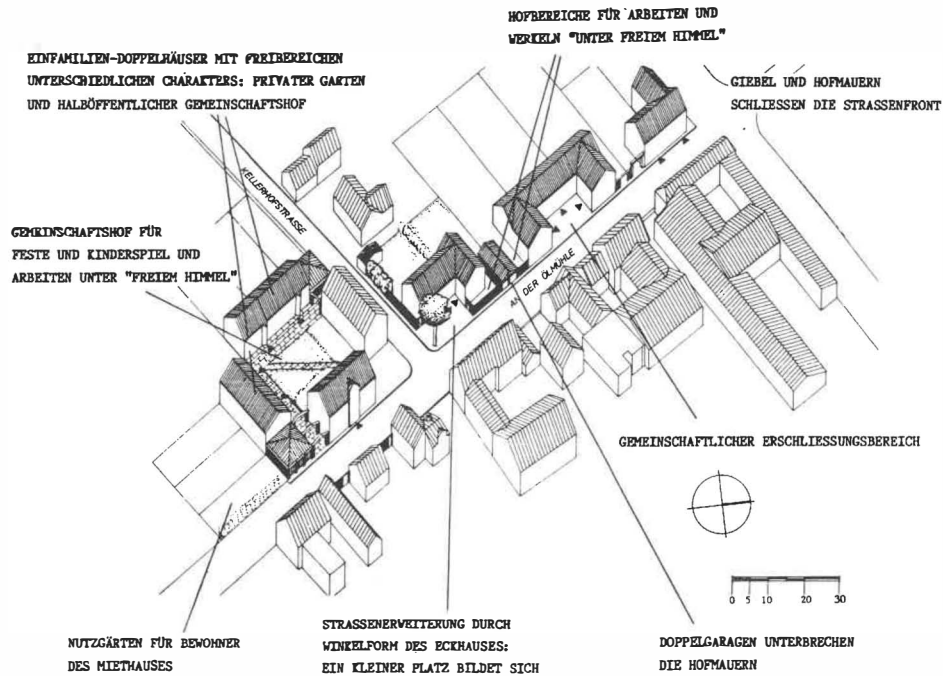 HOFBEREICHE FÜR ARBEITEN UND
WERKELN "UNTER FREIEM HIMMEL"
EINFAMILIEN-DOPPELHÄUSER MIT FREIBEREICHEN
UNTERSCHIEDLICHEN CHARAKTERS: PRIVATER GARTEN
UND HALBÖFFENTLICHER GEMEINSCHAFTSHOF
GIEBEL UND HOFMAUERN
SCHLIESSEN DIE STRASSENFRONT
KELLERHOFSTRASSE
GEMEINSCHAFTSHOF FÜR
FESTE UND KINDERSPIEL UND
ARBEITEN UNTER "FREIEM HIMMEL"
AN DER ÖLMÜHLE
GEMEINSCHAFTLICHER ERSCHLIESSUNGSBEREICH
0 5 10 20 30
STRASSENERWEITERUNG DURCH
WINKELFORM DES ECKHAUSES:
EIN KLEINER PLATZ BILDET SICH
NUTZGÄRTEN FÜR BEWOHNER
DES MIETHAUSES
DOPPELGARAGEN UNTERBRECHEN
DIE HOFMAUERN